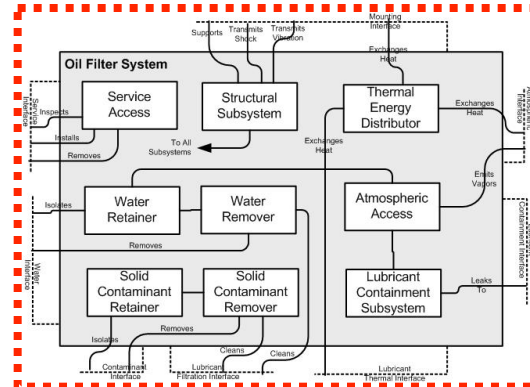 Supports
Transmits
Shock
Transmits
Vibration
Mounting
Interface
Exchanges
Heat
Oil Filter System
Service
Access
Structural
Subsystem
Thermal
Energy
Distributor
Service
Interface
Inspects
Installs
Removes
To All
Subsystems
Exchanges
Heat
Exchanges
Heat
Interface
Emits
Vapors
Isolates
Water
Retainer
Water
Remover
Atmospheric
Access
Removes
Water
Interface
Containment Interface
Solid
Contaminant
Retainer
Solid
Contaminant
Remover
Lubricant
Containment
Subsystem
Leaks
To
Isolates
Removes
Cleans
Cleans
Contaminant
Interface
Lubricant
Filtration Interface
Lubricant
Thermal Interface